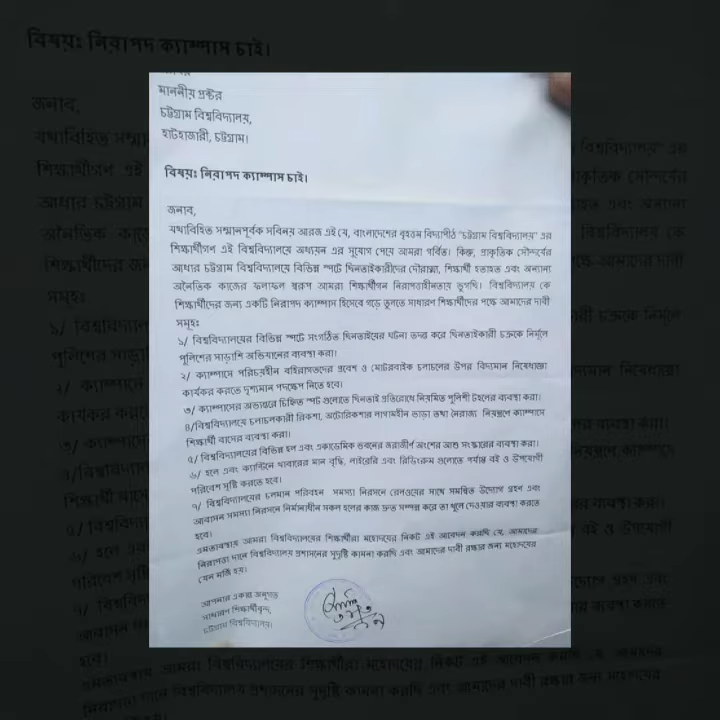 মাননীয় প্রক্টর
চট্টগ্রাম বিশ্ববিদ্যালয়,
হাটহাজারী, চট্টগ্রাম।
বিষয়ঃ নিরাপদ ক্যাম্পাস চাই।
জনাব,
যথাবিহিত সম্মানপূর্বক সবিনয় আরজ এই যে, বাংলাদেশের বৃহত্তম বিদ্যাপীঠ "চট্টগ্রাম বিশ্ববিদ্যালয়" এর
শিক্ষার্থীগণ এই বিশ্ববিদ্যালয়ে অধ্যয়ন এর সুযোগ পেয়ে আমরা গর্বিত। কিন্তু, প্রাকৃতিক সৌন্দর্যের
আধার চট্টগ্রাম বিশ্ববিদ্যালয়ে বিভিন্ন স্পটে ছিনতাইকারীদের দৌরাত্ম্য, শিক্ষার্থী হতাহত এবং অন্যান্য
অনৈতিক কাজের ফলাফল স্বরূপ আমরা শিক্ষার্থীগন নিরাপত্তাহীনতায় ভুগছি। বিশ্ববিদ্যালয় কে
শিক্ষার্থীদের জন্য একটি নিরাপদ ক্যাম্পাস হিসেবে গড়ে তুলতে সাধারণ শিক্ষার্থীদের পক্ষে আমাদের দাবী
সমূহঃ
১/ বিশ্ববিদ্যালয়ের বিভিন্ন স্পটে সংগঠিত ছিনতাইয়ের ঘটনা তদন্ত করে ছিনতাইকারী চক্রকে নির্মূলে
পুলিশের সাড়াশি অভিযানের ব্যবস্থা করা।
২/ ক্যাম্পাসে পরিচয়হীন বহিরাগতদের প্রবেশ ও মোটরবাইক চলাচলের উপর বিদ্যমান নিষেধাজ্ঞা
কার্যকর করতে দৃশ্যমান পদক্ষেপ নিতে হবে।
৩/ ক্যাম্পাসের অভ্যন্তরে চিহ্নিত স্পট গুলোতে ছিনতাই প্রতিরোধে নিয়মিত পুলিশী টহলের ব্যবস্থা করা।
৪/বিশ্ববিদ্যালয়ে চলাচলকারী রিকশা, অটোরিকশার লাগামহীন ভাড়া তথা নৈরাজ্য নিয়ন্ত্রণে ক্যাম্পাসে
শিক্ষার্থী বাসের ব্যবস্থা করা।
৫/ বিশ্ববিদ্যালয়ের বিভিন্ন হল এবং একাডেমিক ভবনের জরাজীর্ণ অংশের আশু সংস্কারের ব্যবস্থা করা।
৬/ হলে এবং ক্যান্টিনে খাবারের মান বৃদ্ধি, লাইব্রেরি এবং রিডিংরুম গুলোতে পর্যাপ্ত বই ও উপযোগী
পরিবেশ সৃষ্টি করতে হবে।
৭/ বিশ্ববিদ্যালয়ের চলমান পরিবহন সমস্যা নিরসনে রেলওয়ের সাথে সমন্বিত উদ্যোগ গ্রহণ এবং
আবাসন সমস্যা নিরসনে নির্মানাধীন সকল হলের কাজ দ্রুত সম্পন্ন করে তা খুলে দেওয়ার ব্যবস্থা করতে
হবে।
এমতাবস্থায় আমরা বিশ্ববিদ্যালয়ের শিক্ষার্থীরা মহোদয়ের নিকট এই আবেদন করছি যে, আমাদের
নিরাপত্তা দানে বিশ্ববিদ্যালয় প্রশাসনের সুদৃষ্টি কামনা করছি এবং আমাদের দাবী রক্ষার জন্য মহোদয়ের
যেন মর্জি হয়।
আপনার একান্ত অনুগত
সাধারণ শিক্ষার্থীবৃন্দ,
চট্টগ্রাম বিশ্ববিদ্যালয়।